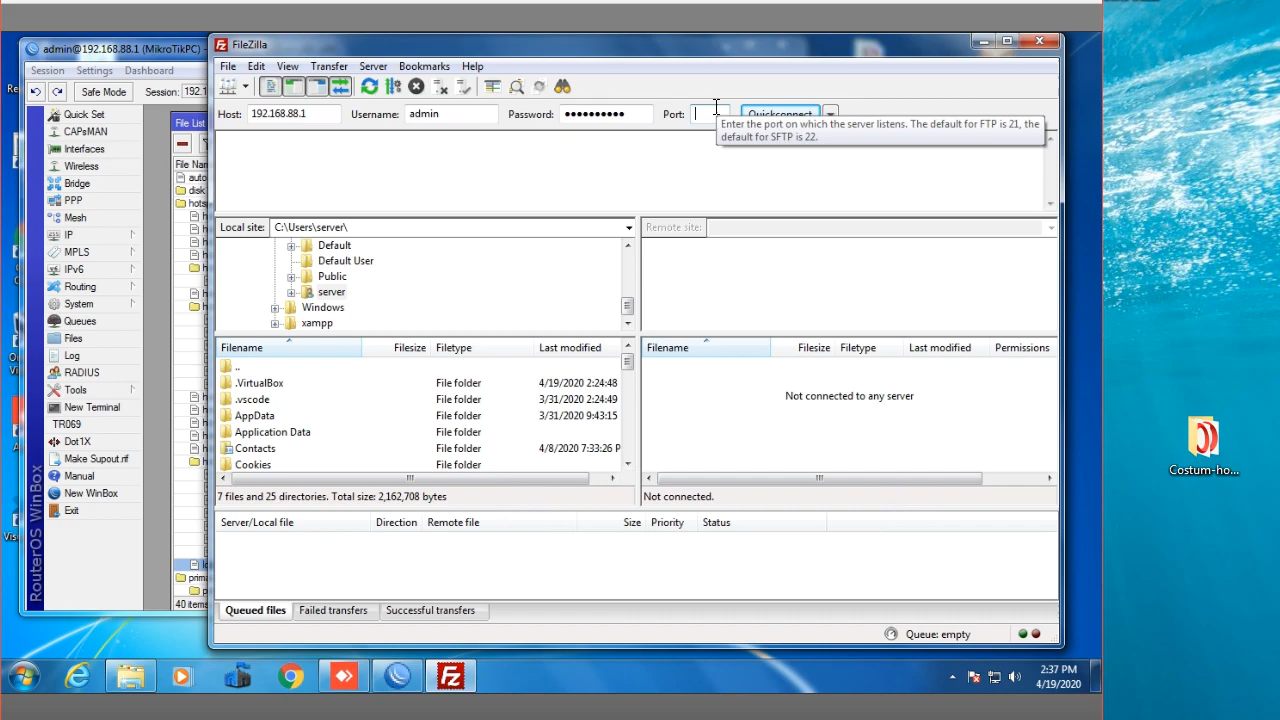 admin@192.168.88.1 (MikroTikPC) -
Session Settings Dashboard
Safe Mode Session: 192.1
Quick Set
CAPsMAN
Interfaces
Wireless
Bridge
PPP
Mesh
IP
MPLS
IPv6
Routing
System
Queues
Files
Log
RADIUS
Tools
New Terminal
TR069
Dot1X
Make Supout.rif
Manual
New WinBox
Exit
RouterOS WinBox
File List
File Name
auto
disk
hots
prima
40 items
FileZilla
File Edit View Transfer Server Bookmarks Help
Host: 192.168.88.1 Username: admin Password: ●●●●●●●●●● Port: Quickconnect
Enter the port on which the server listens. The default for FTP is 21, the
default for SFTP is 22.
Local site: C:\Users\server\
Default
Default User
Public
server
Windows
xampp
Remote site:
Filename Filesize Filetype Last modified
..
.VirtualBox File folder 4/19/2020 2:24:48
.vscode File folder 3/31/2020 2:24:49
AppData File folder 3/31/2020 9:43:15
Application Data File folder
Contacts File folder 4/8/2020 7:33:26 P
Cookies File folder
7 files and 25 directories. Total size: 2,162,708 bytes
Filename Filesize Filetype Last modified Permissions
Not connected to any server
Not connected.
Server/Local file Direction Remote file Size Priority Status
Queued files Failed transfers Successful transfers
Queue: empty
2:37 PM
4/19/2020
Costum-ho...